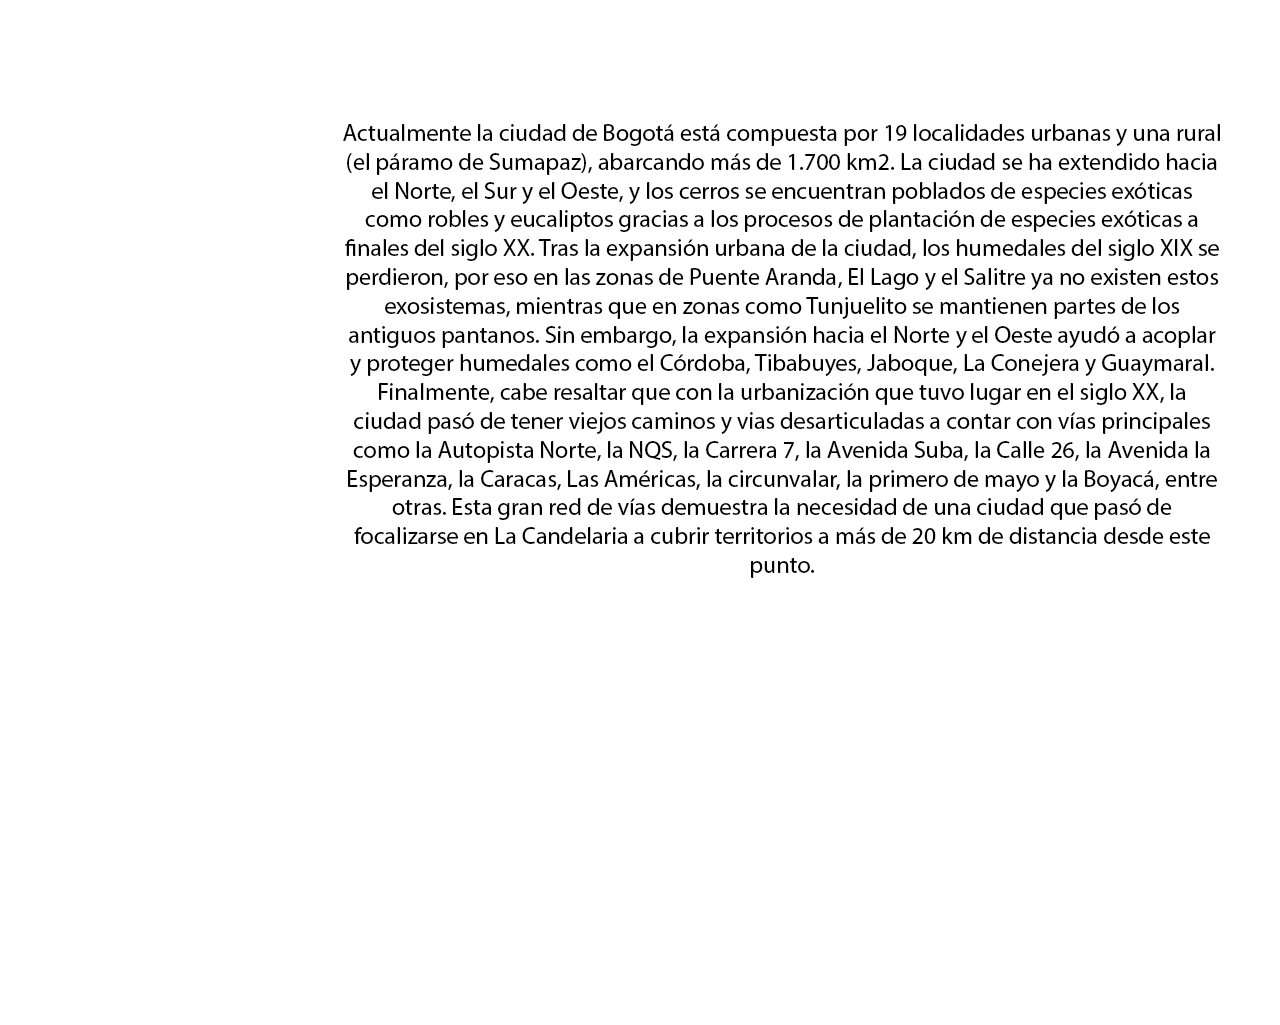 Actualmente la ciudad de Bogotá está compuesta por 19 localidades urbanas y una rural
(el páramo de Sumapaz), abarcando más de 1.700 km2. La ciudad se ha extendido hacia
el Norte, el Sur y el Oeste, y los cerros se encuentran poblados de especies exóticas
como robles y eucaliptos gracias a los procesos de plantación de especies exóticas a
finales del siglo XX. Tras la expansión urbana de la ciudad, los humedales del siglo XIX se
perdieron, por eso en las zonas de Puente Aranda, El Lago y el Salitre ya no existen estos
exosistemas, mientras que en zonas como Tunjuelito se mantienen partes de los
antiguos pantanos. Sin embargo, la expansión hacia el Norte y el Oeste ayudó a acoplar
y proteger humedales como el Córdoba, Tibabuyes, Jaboque, La Conejera y Guaymaral.
Finalmente, cabe resaltar que con la urbanización que tuvo lugar en el siglo XX, la
ciudad pasó de tener viejos caminos y vias desarticuladas a contar con vías principales
como la Autopista Norte, la NQS, la Carrera 7, la Avenida Suba, la Calle 26, la Avenida la
Esperanza, la Caracas, Las Américas, la circunvalar, la primero de mayo y la Boyacá, entre
otras. Esta gran red de vías demuestra la necesidad de una ciudad que pasó de
focalizarse en La Candelaria a cubrir territorios a más de 20 km de distancia desde este
punto.